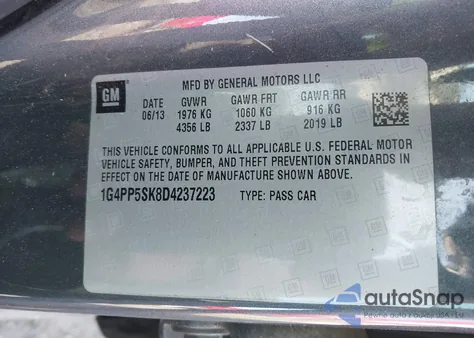 MFD BY GENERAL MOTORS LLC
GM
DATE GVWR GAWR FRT GAWR RR
06/13 1976 KG 1060 KG 916 KG
4356 LB 2337 LB 2019 LB
THIS VEHICLE CONFORMS TO ALL APPLICABLE U.S. FEDERAL MOTOR
VEHICLE SAFETY, BUMPER, AND THEFT PREVENTION STANDARDS IN
EFFECT ON THE DATE OF MANUFACTURE SHOWN ABOVE.
1G4PP5SK8D4237223 TYPE: PASS CAR
autaSnap